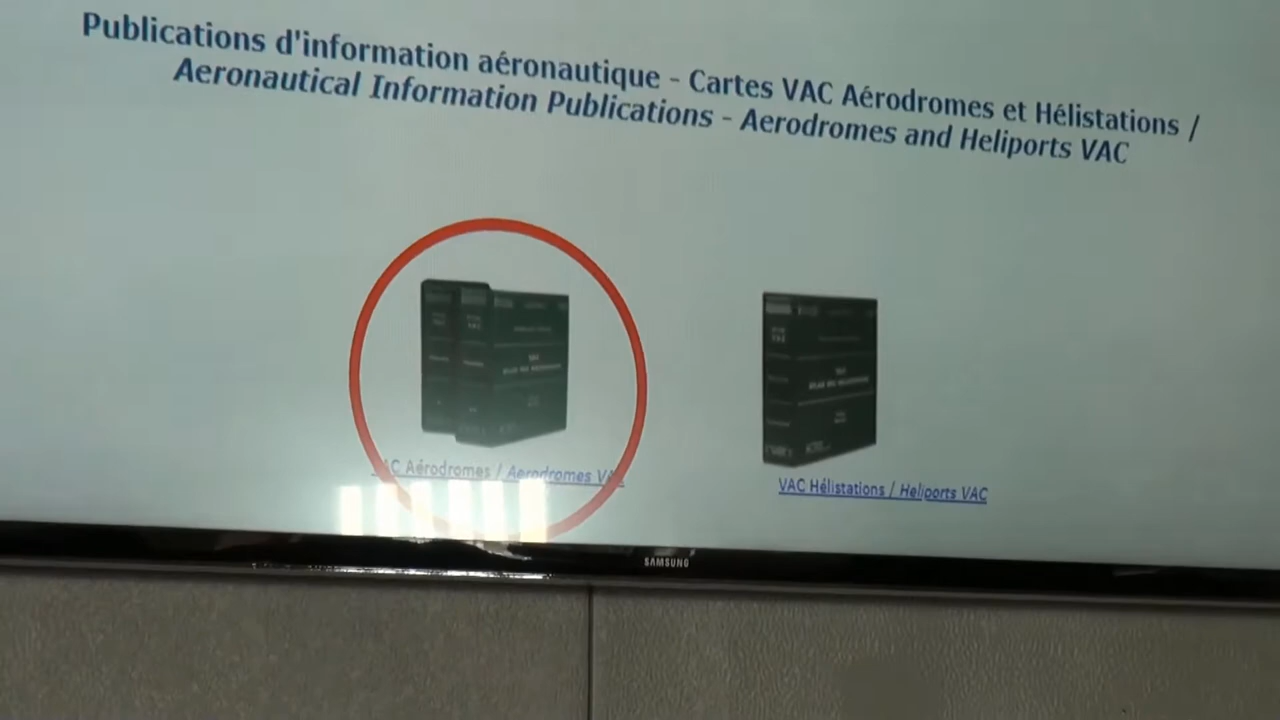 Publications d'information aéronautique - Cartes VAC Aérodromes et Hélistations /
Aeronautical Information Publications - Aerodromes and Heliports VAC
VAC Aérodromes / Aerodromes VAC
VAC Hélistations / Heliports VAC
SAMSUNG